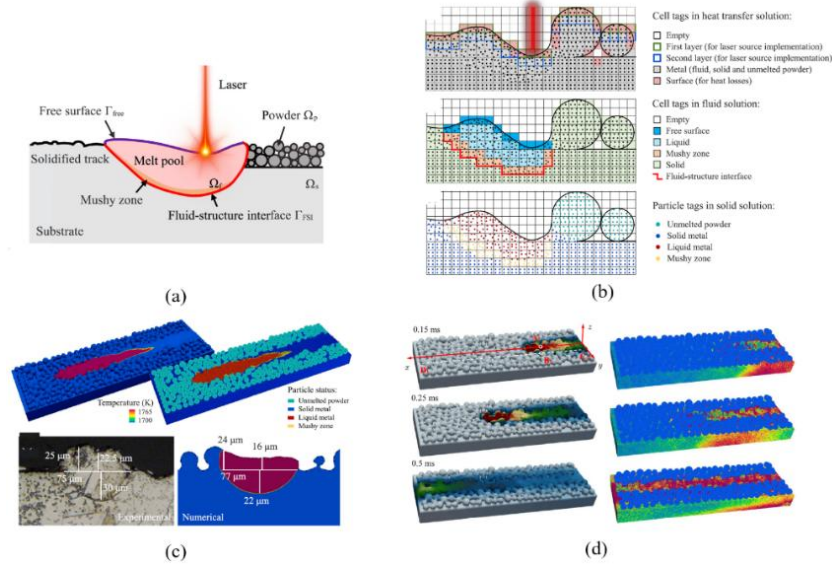 (a)
Laser
Free surface Γfree
Powder Ωp
Solidified track
Melt pool
Ωf
Ωs
Mushy zone
Fluid-structure interface ΓFSI
Substrate
(b)
Cell tags in heat transfer solution:
Empty
First layer (for laser source implementation)
Second layer (for laser source implementation)
Metal (fluid, solid and unmelted powder)
Surface (for heat losses)
Cell tags in fluid solution:
Empty
Free surface
Liquid
Mushy zone
Solid
Fluid-structure interface
Particle tags in solid solution:
Unmelted powder
Solid metal
Liquid metal
Mushy zone
Temperature (K)
1765
1700
Particle status:
Unmelted powder
Solid metal
Liquid metal
Mushy zone
25 μm
22.5 μm
75 μm
30 μm
Experimental
24 μm
16 μm
77 μm
22 μm
Numerical
(c)
0.15 ms
x
y
z
0.25 ms
0.5 ms
(d)